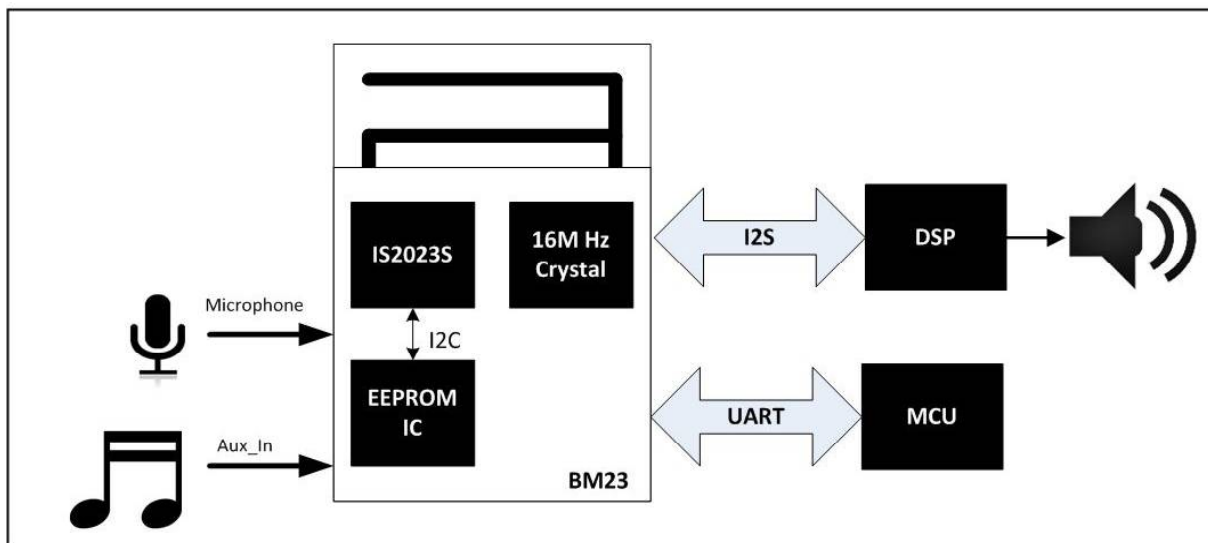 IS2023S
16M Hz
Crystal
I2C
EEPROM
IC
BM23
Microphone
Aux_In
I2S
DSP
UART
MCU